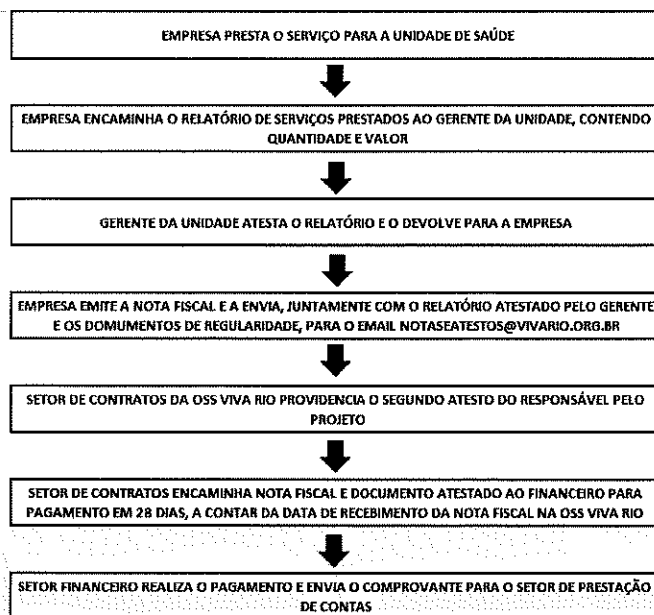 EMPRESA PRESTA O SERVIÇO PARA A UNIDADE DE SAÚDE
EMPRESA ENCAMINHA O RELATÓRIO DE SERVIÇOS PRESTADOS AO GERENTE DA UNIDADE, CONTENDO
QUANTIDADE E VALOR
GERENTE DA UNIDADE ATESTA O RELATÓRIO E O DEVOLVE PARA A EMPRESA
EMPRESA EMITE A NOTA FISCAL E A ENVIA, JUNTAMENTE COM O RELATÓRIO ATESTADO PELO GERENTE
E OS DOMUMENTOS DE REGULARIDADE, PARA O EMAIL NOTASEATESTOS@VIVARIO.ORG.BR
SETOR DE CONTRATOS DA OSS VIVA RIO PROVIDENCIA O SEGUNDO ATESTO DO RESPONSÁVEL PELO
PROJETO
SETOR DE CONTRATOS ENCAMINHA NOTA FISCAL E DOCUMENTO ATESTADO AO FINANCEIRO PARA
PAGAMENTO EM 28 DIAS, A CONTAR DA DATA DE RECEBIMENTO DA NOTA FISCAL NA OSS VIVA RIO
SETOR FINANCEIRO REALIZA O PAGAMENTO E ENVIA O COMPROVANTE PARA O SETOR DE PRESTAÇÃO
DE CONTAS